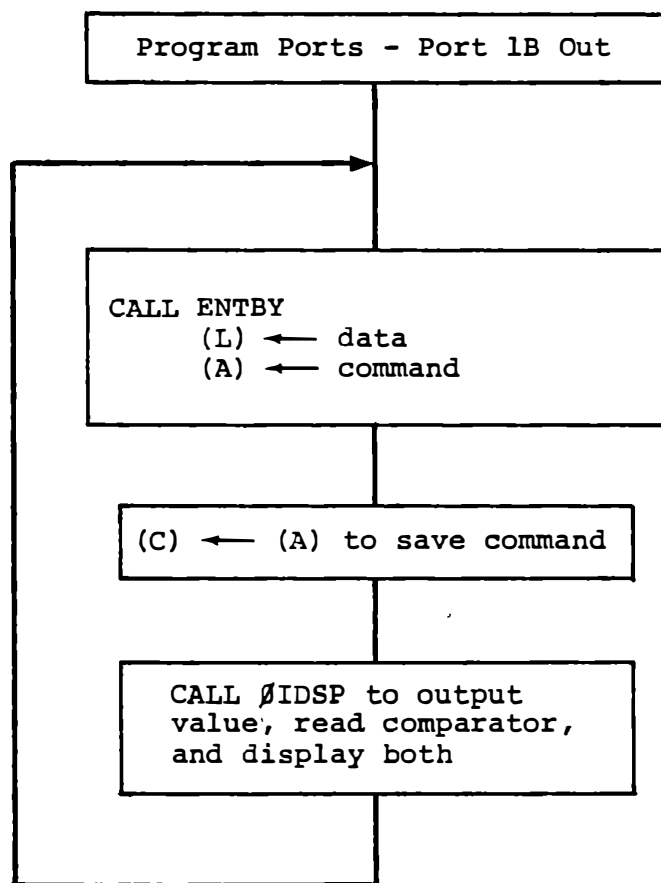 Program Ports - Port 1B Out
CALL ENTBY
(L) ← data
(A) ← command
(C) ← (A) to save command
CALL ØIDSP to output
value, read comparator,
and display both